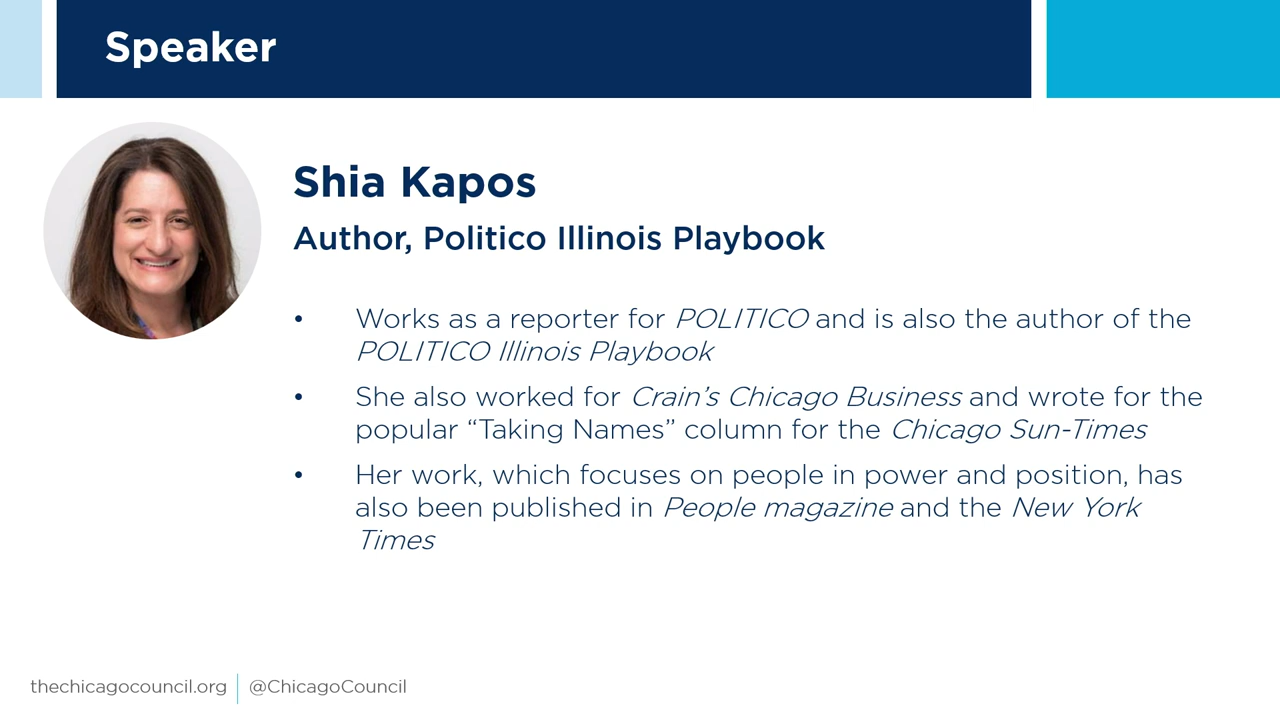 Speaker
Shia Kapos
Author, Politico Illinois Playbook
• Works as a reporter for POLITICO and is also the author of the
POLITICO Illinois Playbook
• She also worked for Crain’s Chicago Business and wrote for the
popular “Taking Names” column for the Chicago Sun-Times
• Her work, which focuses on people in power and position, has
also been published in People magazine and the New York
Times
thechicagocouncil.org | @ChicagoCouncil